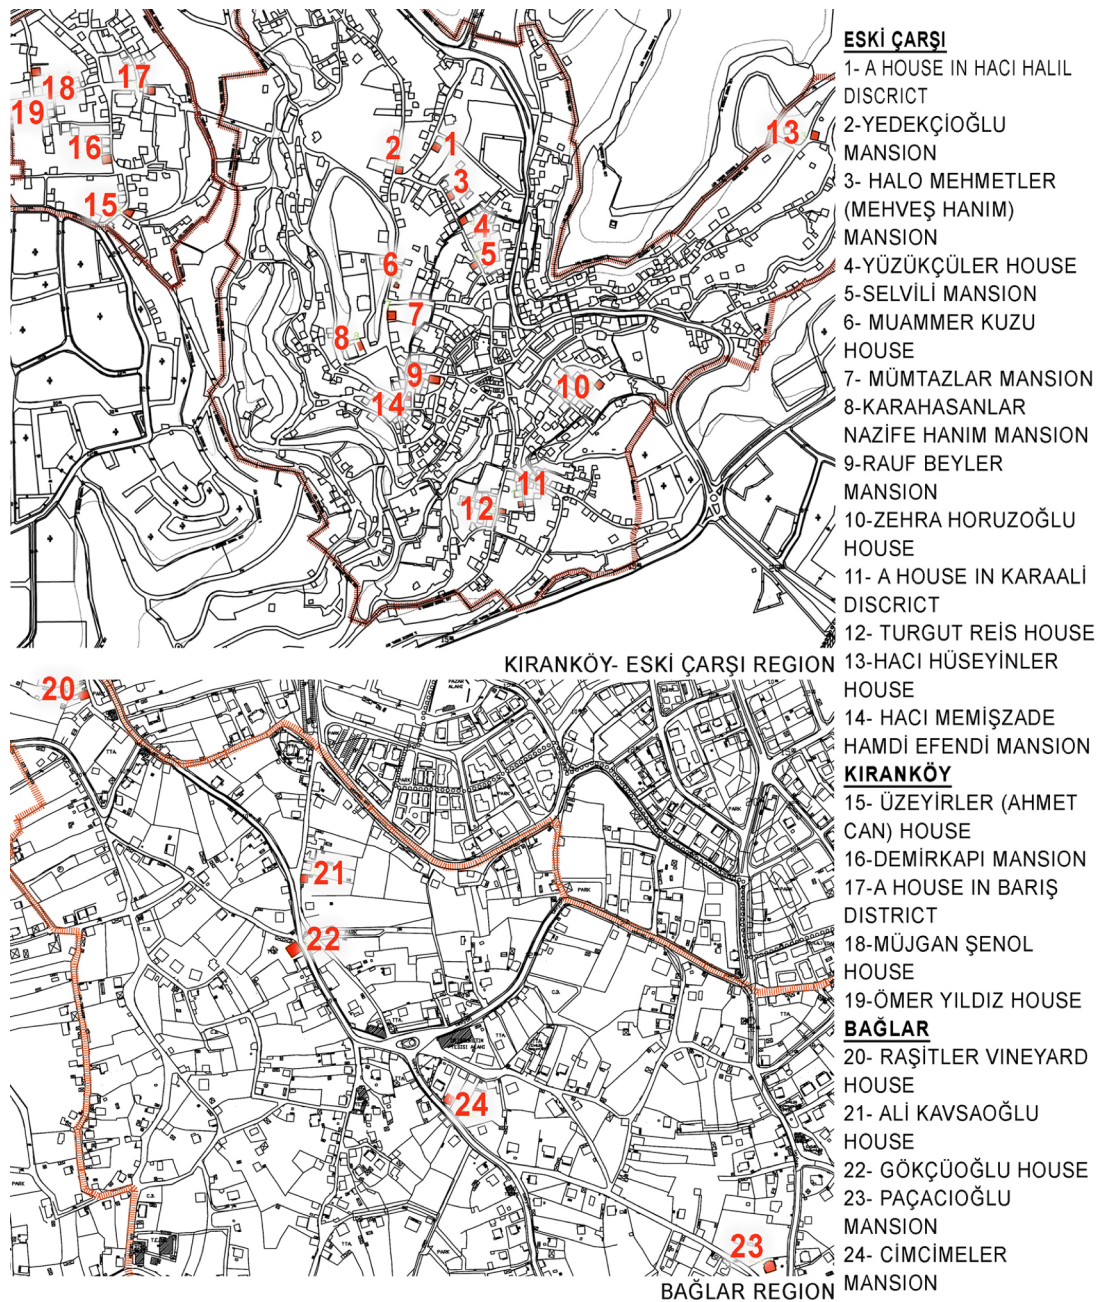 ESKİ ÇARŞI
1- A HOUSE IN HACI HALIL
DISCRICT
2-YEDEKÇİOĞLU
MANSION
3- HALO MEHMETLER
(MEHVEŞ HANIM)
MANSION
4-YÜZÜKÇÜLER HOUSE
5-SELVİLİ MANSION
6- MUAMMER KUZU
HOUSE
7- MÜMTAZLAR MANSION
8-KARAHASANLAR
NAZİFE HANIM MANSION
9-RAUF BEYLER
MANSION
10-ZEHRA HORUZOĞLU
HOUSE
11- A HOUSE IN KARAALİ
DISCRICT
12- TURGUT REİS HOUSE
13-HACI HÜSEYİNLER
HOUSE
14- HACI MEMİŞZADE
HAMDİ EFENDİ MANSION
KIRANKÖY
15- ÜZEYİRLER (AHMET
CAN) HOUSE
16-DEMİRKAPI MANSION
17-A HOUSE IN BARIŞ
DISTRICT
18-MÜJGAN ŞENOL
HOUSE
19-ÖMER YILDIZ HOUSE
BAĞLAR
20- RAŞİTLER VINEYARD
HOUSE
21- ALİ KAVSAOĞLU
HOUSE
22- GÖKÇÜOĞLU HOUSE
23- PAÇACIOĞLU
MANSION
24- CİMCİMELER
MANSION
17
18
19
16
15
1
2
3
4
5
6
7
8
9
14
10
11
12
13
KIRANKÖY- ESKİ ÇARŞI REGION
20
21
22
24
23
PARK
PARK
PARK
PARK
PARK
BAĞLAR REGION